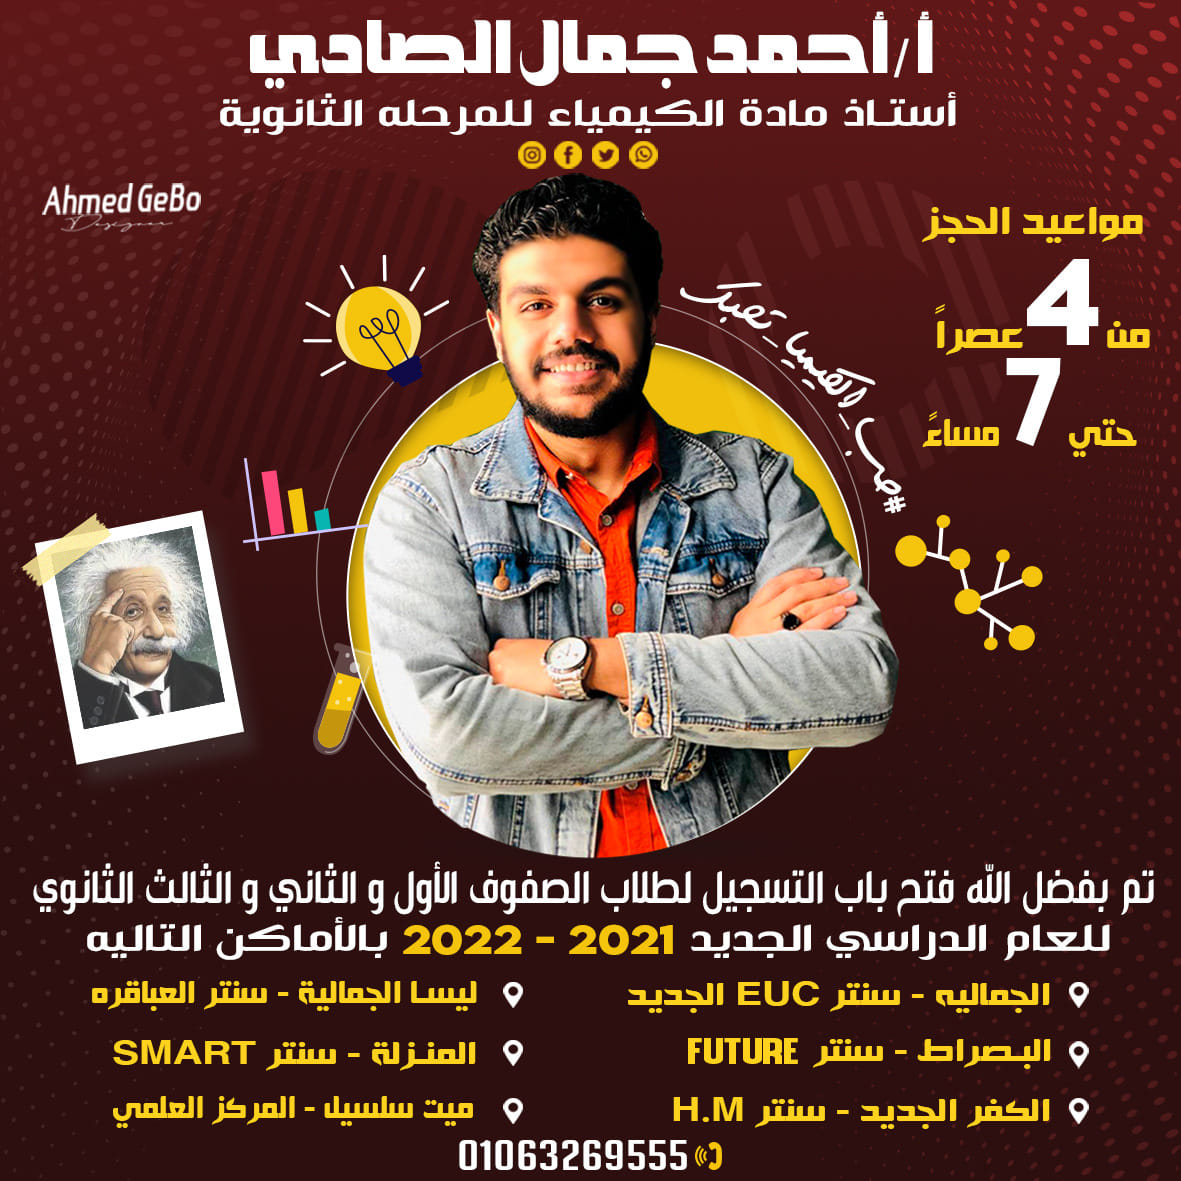 أ/أحمد جمال الصادي
أستاذ مادة الكيمياء للمرحله الثانوية
Ahmed GeBo
Designer
مواعيد الحجز
من 4 عصراً
حتي 7 مساءً
#حب_الكيميا_تحبك
تم بفضل الله فتح باب التسجيل لطلاب الصفوف الأول و الثاني و الثالث الثانوي
للعام الدراسي الجديد 2021 - 2022 بالأماكن التاليه
الجماليه - سنتر EUC الجديد
ليسا الجمالية - سنتر العباقره
البصراط - سنتر FUTURE
المنزلة - سنتر SMART
الكفر الجديد - سنتر H.M
ميت سلسيل - المركز العلمي
01063269555